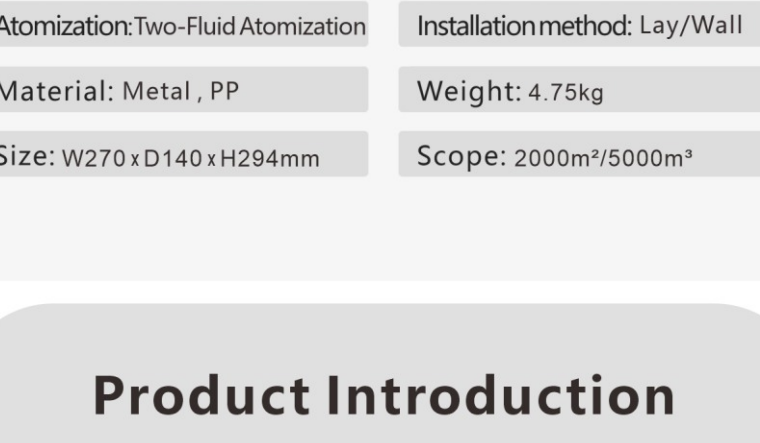 Atomization: Two-Fluid Atomization
Installation method: Lay/Wall
Material: Metal , PP
Weight: 4.75kg
Size: W270 x D140 x H294mm
Scope: 2000m²/5000m³
Product Introduction